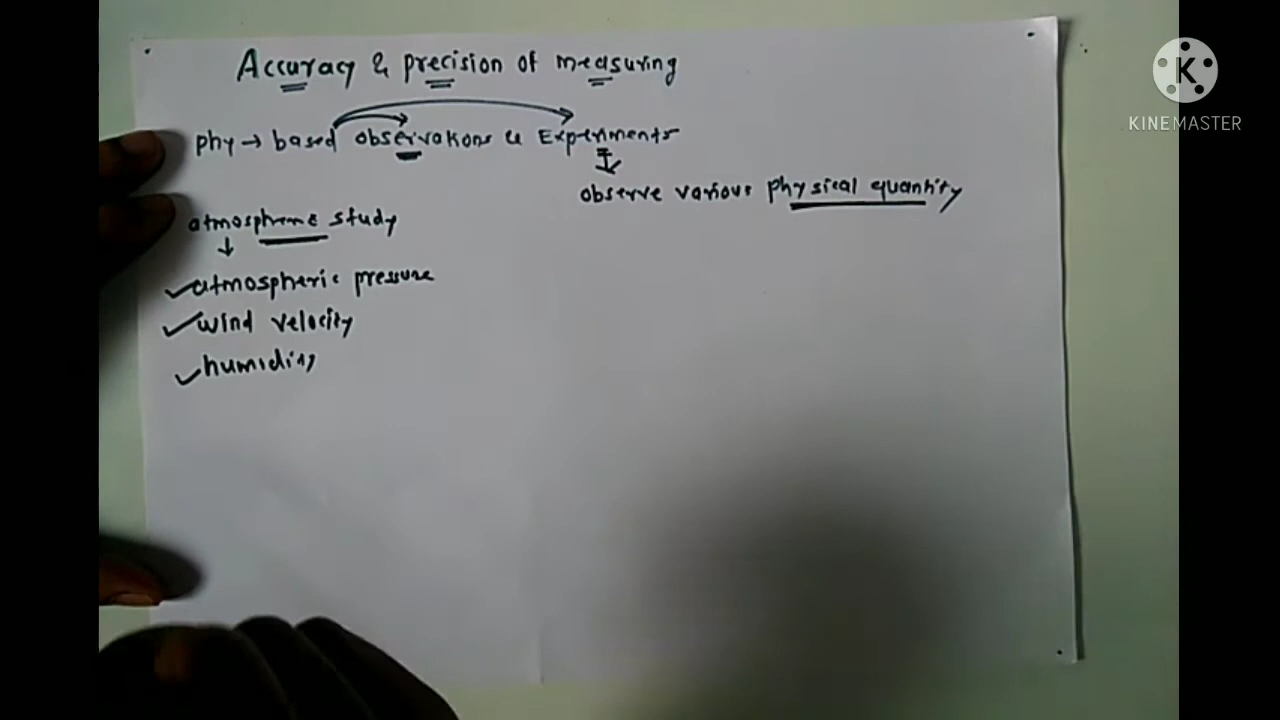 Accuracy & precision of measuring
phy → based observations & Experiments
observe various physical quantity
atmosphere study
atmospheric pressure
wind velocity
humidity
K
KINEMASTER